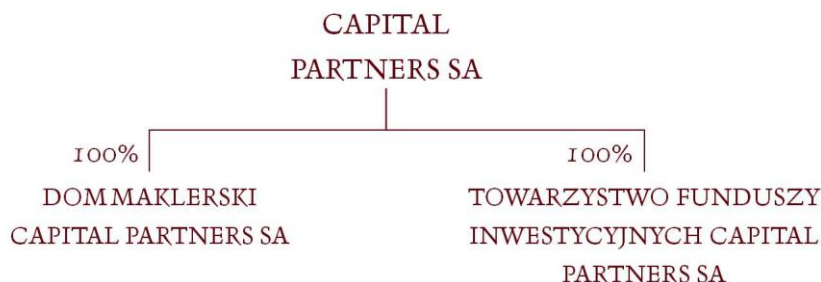 CAPITAL
PARTNERS SA
100%
100%
DOM MAKLERSKI
CAPITAL PARTNERS SA
TOWARZYSTWO FUNDUSZY
INWESTYCYJNYCH CAPITAL
PARTNERS SA